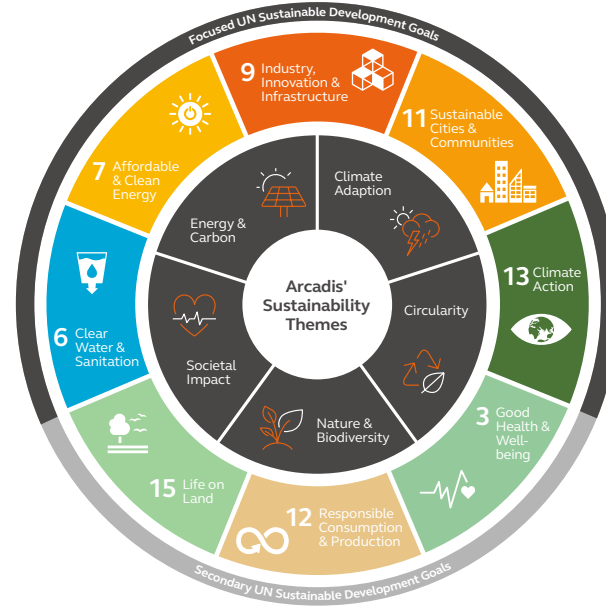 Focused UN Sustainable Development Goals
9 Industry,
Innovation &
Infrastructure
11 Sustainable
Cities &
Communities
13 Climate
Action
3 Good
Health &
Well-
being
12 Responsible
Consumption
& Production
15 Life on
Land
6 Clear
Water &
Sanitation
7 Affordable
& Clean
Energy
Climate
Adaption
Circularity
Nature &
Biodiversity
Societal
Impact
Energy &
Carbon
Arcadis'
Sustainability
Themes
Secondary UN Sustainable Development Goals